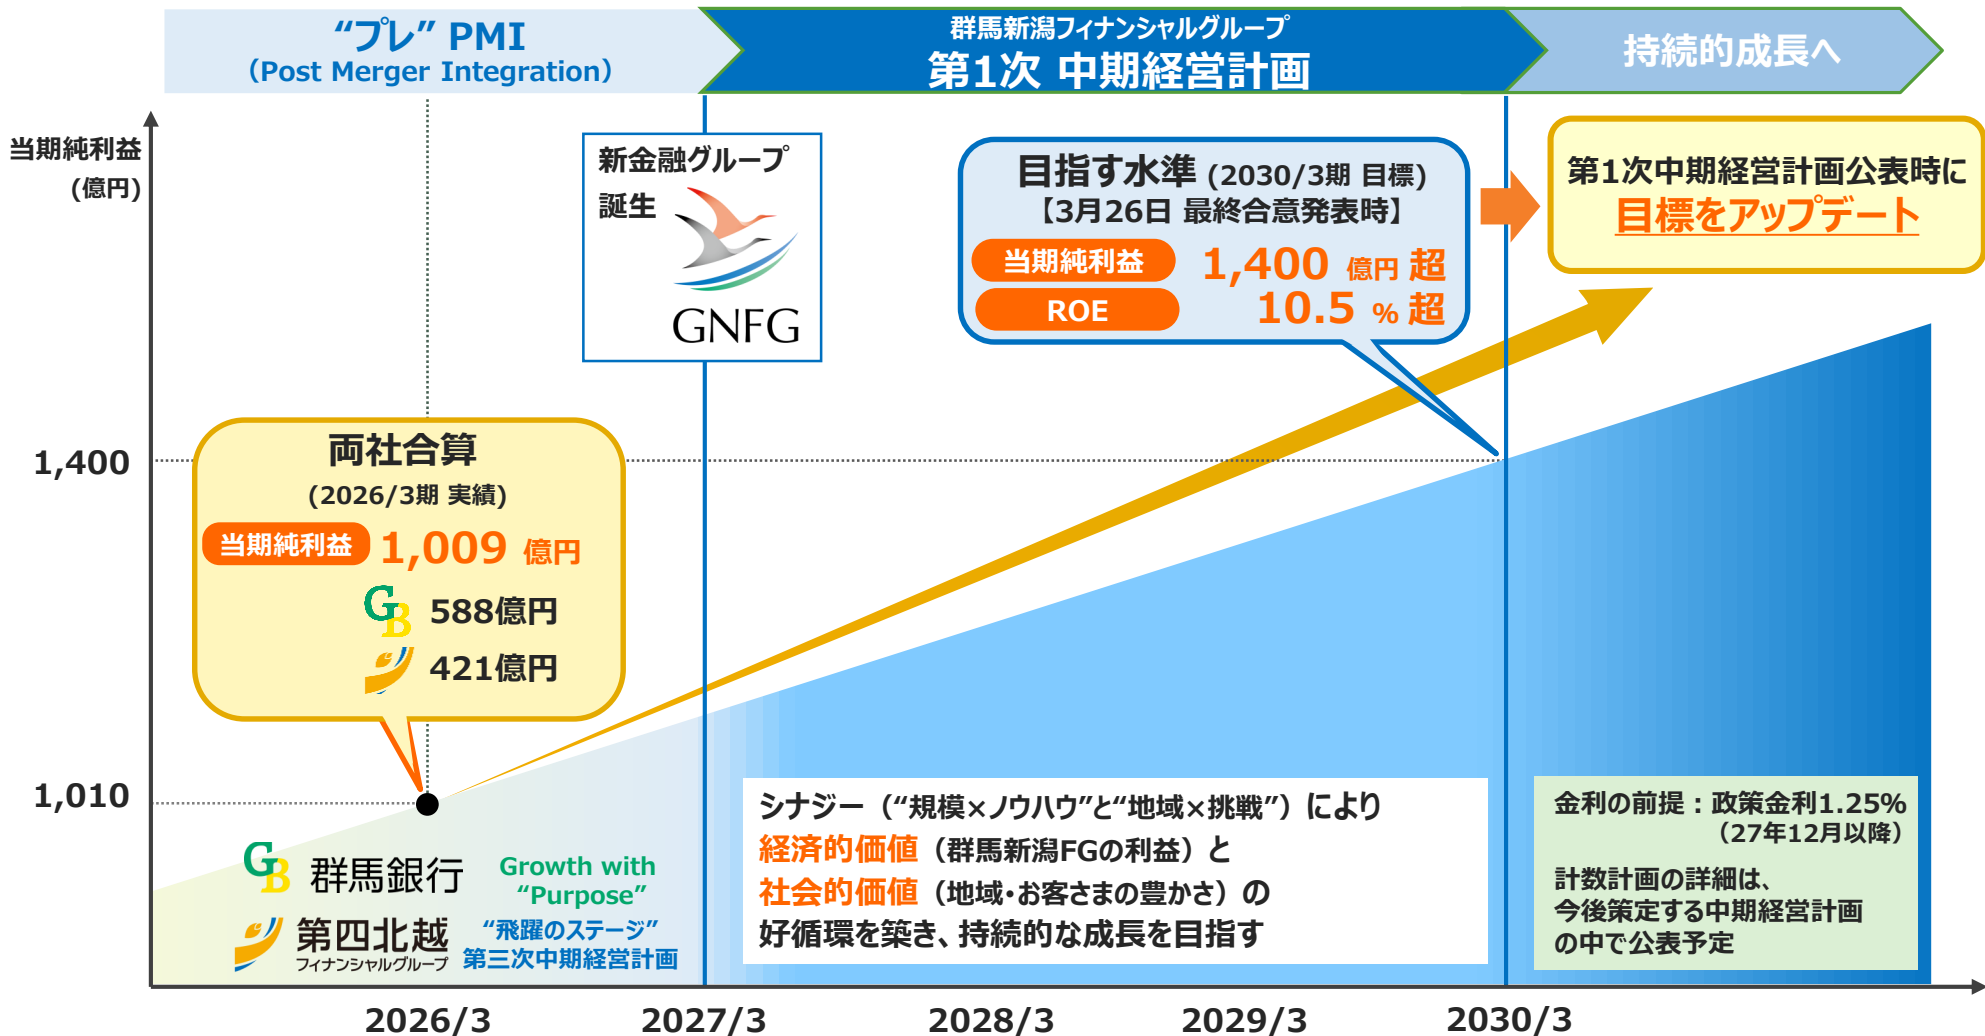 “プレ” PMI
（Post Merger Integration）
群馬新潟フィナンシャルグループ
第1次 中期経営計画
持続的成長へ
当期純利益
(億円)
新金融グループ
誕生
GNFG
目指す水準 (2030/3期 目標)
【3月26日 最終合意発表時】
当期純利益 1,400 億円 超
ROE 10.5 % 超
第1次中期経営計画公表時に
目標をアップデート
1,400
両社合算
(2026/3期 実績)
当期純利益 1,009 億円
GB 588億円
421億円
1,010
GB 群馬銀行
Growth with
“Purpose”
第四北越
フィナンシャルグループ
“飛躍のステージ”
第三次中期経営計画
シナジー（“規模×ノウハウ”と“地域×挑戦”）により
経済的価値（群馬新潟FGの利益）と
社会的価値（地域・お客さまの豊かさ）の
好循環を築き、持続的な成長を目指す
金利の前提：政策金利1.25%
（27年12月以降）
計数計画の詳細は、
今後策定する中期経営計画
の中で公表予定
2026/3 2027/3 2028/3 2029/3 2030/3